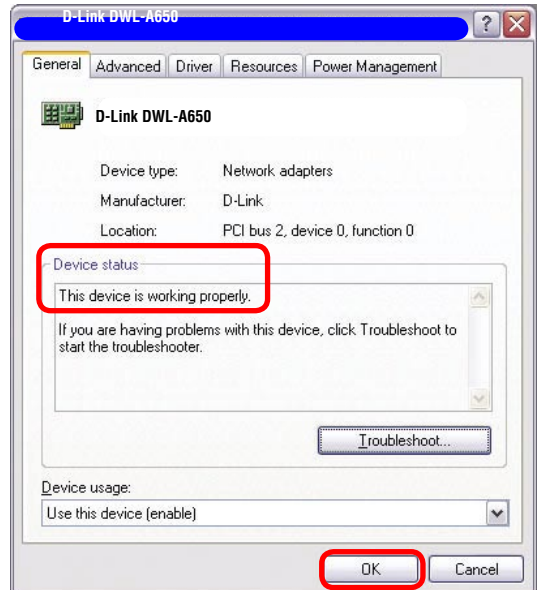 D-Link DWL-A650
?
General Advanced Driver Resources Power Management
D-Link DWL-A650
Device type: Network adapters
Manufacturer: D-Link
Location: PCI bus 2, device 0, function 0
Device status
This device is working properly.
If you are having problems with this device, click Troubleshoot to
start the troubleshooter.
Troubleshoot...
Device usage:
Use this device (enable)
OK Cancel